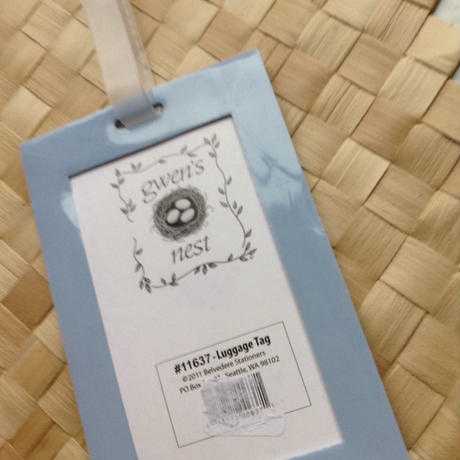 gwen's
nest
#11637 - Luggage Tag
©2011 Belvedere Stationers
PO Box Seattle, WA 98102